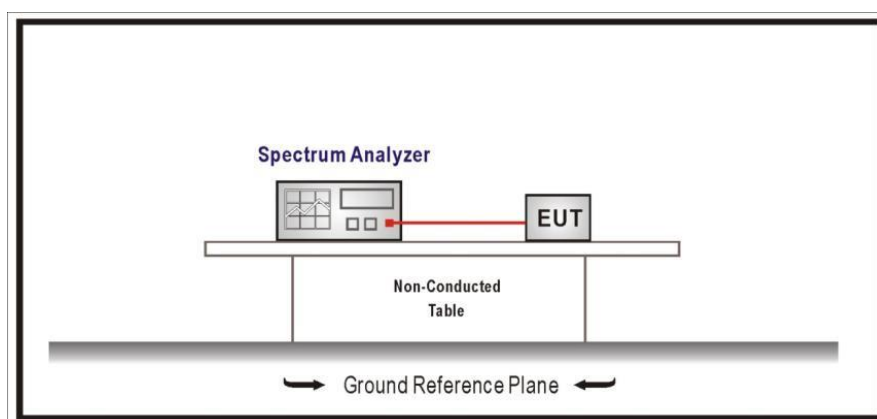 Spectrum Analyzer
EUT
Non-Conducted
Table
Ground Reference Plane